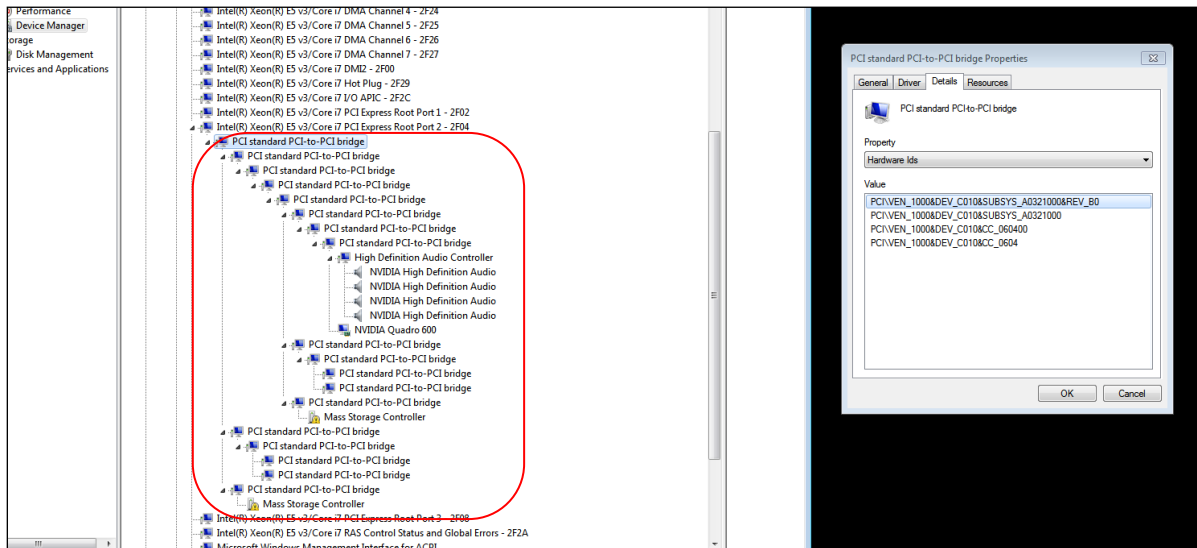 Performance
Device Manager
orage
Disk Management
ervices and Applications
Intel(R) Xeon(R) E5 v3/Core i7 DMA Channel 4 - 2F24
Intel(R) Xeon(R) E5 v3/Core i7 DMA Channel 5 - 2F25
Intel(R) Xeon(R) E5 v3/Core i7 DMA Channel 6 - 2F26
Intel(R) Xeon(R) E5 v3/Core i7 DMA Channel 7 - 2F27
Intel(R) Xeon(R) E5 v3/Core i7 DMI2 - 2F00
Intel(R) Xeon(R) E5 v3/Core i7 Hot Plug - 2F29
Intel(R) Xeon(R) E5 v3/Core i7 I/O APIC - 2F2C
Intel(R) Xeon(R) E5 v3/Core i7 PCI Express Root Port 1 - 2F02
Intel(R) Xeon(R) E5 v3/Core i7 PCI Express Root Port 2 - 2F04
PCI standard PCI-to-PCI bridge
PCI standard PCI-to-PCI bridge
PCI standard PCI-to-PCI bridge
PCI standard PCI-to-PCI bridge
PCI standard PCI-to-PCI bridge
PCI standard PCI-to-PCI bridge
PCI standard PCI-to-PCI bridge
PCI standard PCI-to-PCI bridge
High Definition Audio Controller
NVIDIA High Definition Audio
NVIDIA High Definition Audio
NVIDIA High Definition Audio
NVIDIA High Definition Audio
NVIDIA Quadro 600
PCI standard PCI-to-PCI bridge
PCI standard PCI-to-PCI bridge
PCI standard PCI-to-PCI bridge
PCI standard PCI-to-PCI bridge
PCI standard PCI-to-PCI bridge
Mass Storage Controller
PCI standard PCI-to-PCI bridge
PCI standard PCI-to-PCI bridge
PCI standard PCI-to-PCI bridge
PCI standard PCI-to-PCI bridge
PCI standard PCI-to-PCI bridge
Mass Storage Controller
Intel(R) Xeon(R) E5 v3/Core i7 PCI Express Root Port 3 - 2F08
Intel(R) Xeon(R) E5 v3/Core i7 RAS Control Status and Global Errors - 2F2A
Microsoft Windows Management Interface for ACPI
PCI standard PCI-to-PCI bridge Properties
General Driver Details Resources
PCI standard PCI-to-PCI bridge
Property
Hardware Ids
Value
PCI\VEN_1000&DEV_C010&SUBSYS_A0321000&REV_B0
PCI\VEN_1000&DEV_C010&SUBSYS_A0321000
PCI\VEN_1000&DEV_C010&CC_060400
PCI\VEN_1000&DEV_C010&CC_0604
OK Cancel